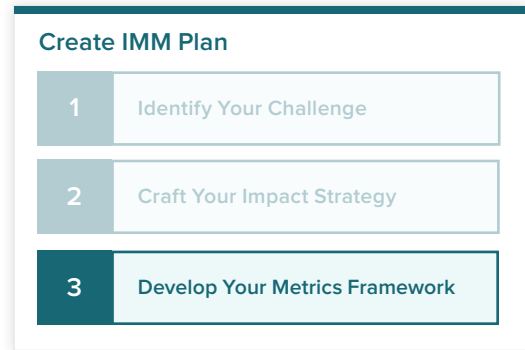 Create IMM Plan
1
Identify Your Challenge
2
Craft Your Impact Strategy
3
Develop Your Metrics Framework